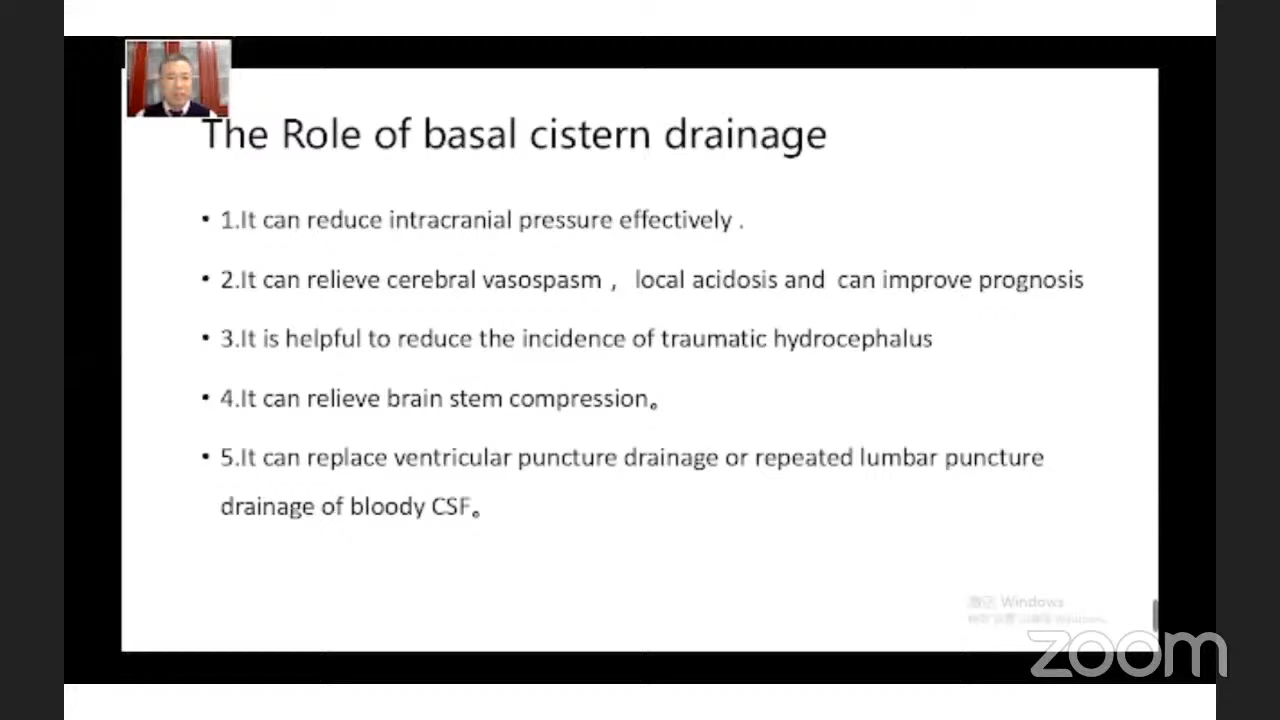 The Role of basal cistern drainage
• 1.It can reduce intracranial pressure effectively .
• 2.It can relieve cerebral vasospasm ， local acidosis and can improve prognosis
• 3.It is helpful to reduce the incidence of traumatic hydrocephalus
• 4.It can relieve brain stem compression。
• 5.It can replace ventricular puncture drainage or repeated lumbar puncture
drainage of bloody CSF。
激活 Windows
zoom